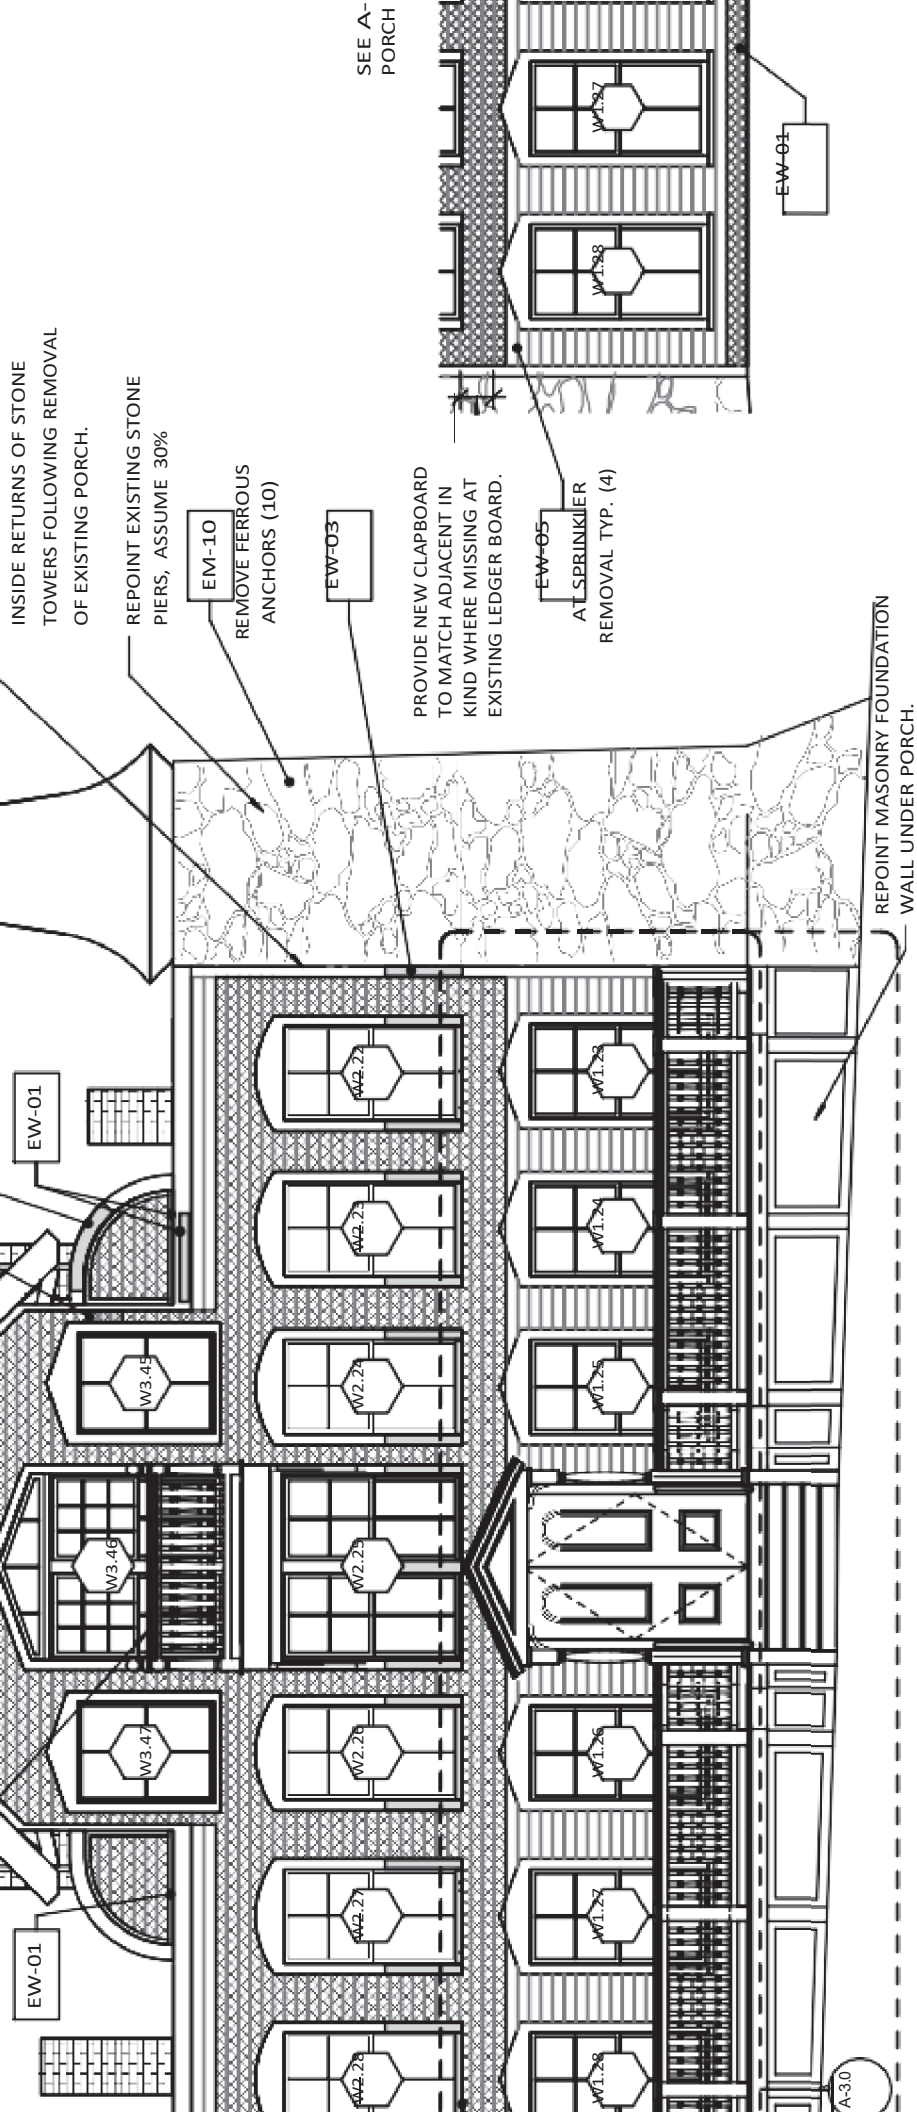 SEE A-
PORCH
INSIDE RETURNS OF STONE
TOWERS FOLLOWING REMOVAL
OF EXISTING PORCH.
REPOINT EXISTING STONE
PIERS, ASSUME 30%
EM-10
REMOVE FERROUS
ANCHORS (10)
EW-03
PROVIDE NEW CLAPBOARD
TO MATCH ADJACENT IN
KIND WHERE MISSING AT
EXISTING LEDGER BOARD.
EW-05
AT SPRINKLER
REMOVAL TYP. (4)
REPOINT MASONRY FOUNDATION
WALL UNDER PORCH.
EW-01
W1.27
W1.28
EW-01
EW-01
W3.47
W3.46
W3.45
W2.28
W2.27
W2.26
W2.25
W2.24
W2.23
W2.22
W1.28
W1.27
W1.26
W1.25
W1.24
W1.23
A-3.0